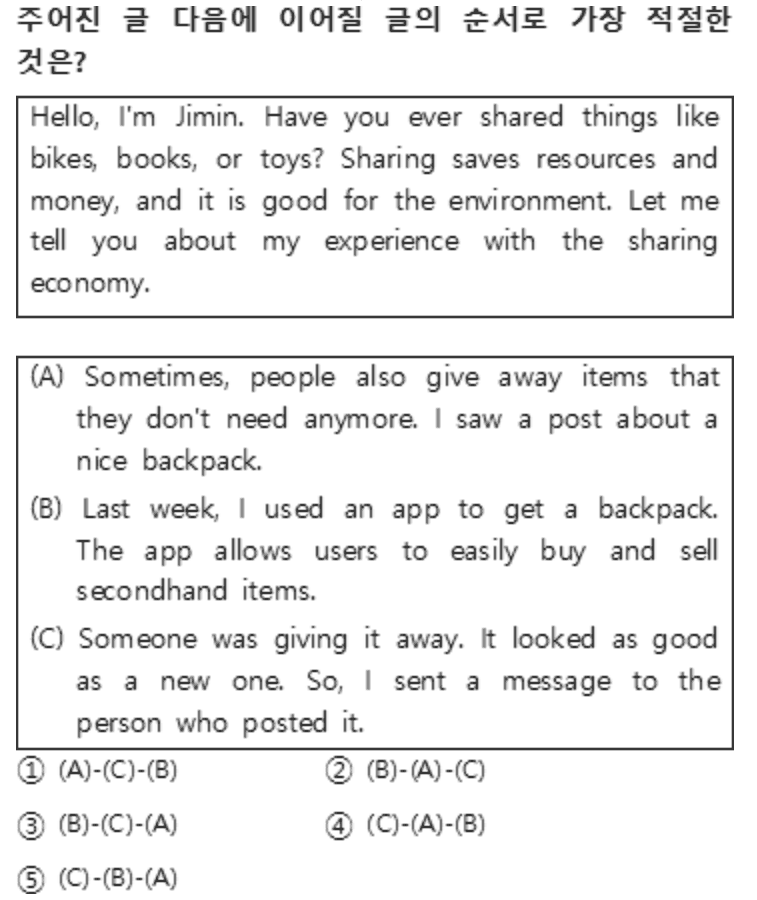 주어진 글 다음에 이어질 글의 순서로 가장 적절한
것은?
Hello, I'm Jimin. Have you ever shared things like
bikes, books, or toys? Sharing saves resources and
money, and it is good for the environment. Let me
tell you about my experience with the sharing
economy.
(A) Sometimes, people also give away items that
they don't need anymore. I saw a post about a
nice backpack.
(B) Last week, I used an app to get a backpack.
The app allows users to easily buy and sell
secondhand items.
(C) Someone was giving it away. It looked as good
as a new one. So, I sent a message to the
person who posted it.
① (A)-(C)-(B) ② (B)-(A)-(C)
③ (B)-(C)-(A) ④ (C)-(A)-(B)
⑤ (C)-(B)-(A)